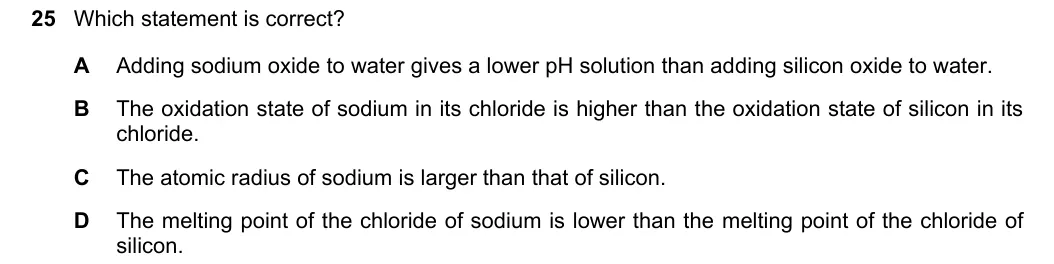 25 Which statement is correct?
A Adding sodium oxide to water gives a lower pH solution than adding silicon oxide to water.
B The oxidation state of sodium in its chloride is higher than the oxidation state of silicon in its
chloride.
C The atomic radius of sodium is larger than that of silicon.
D The melting point of the chloride of sodium is lower than the melting point of the chloride of
silicon.